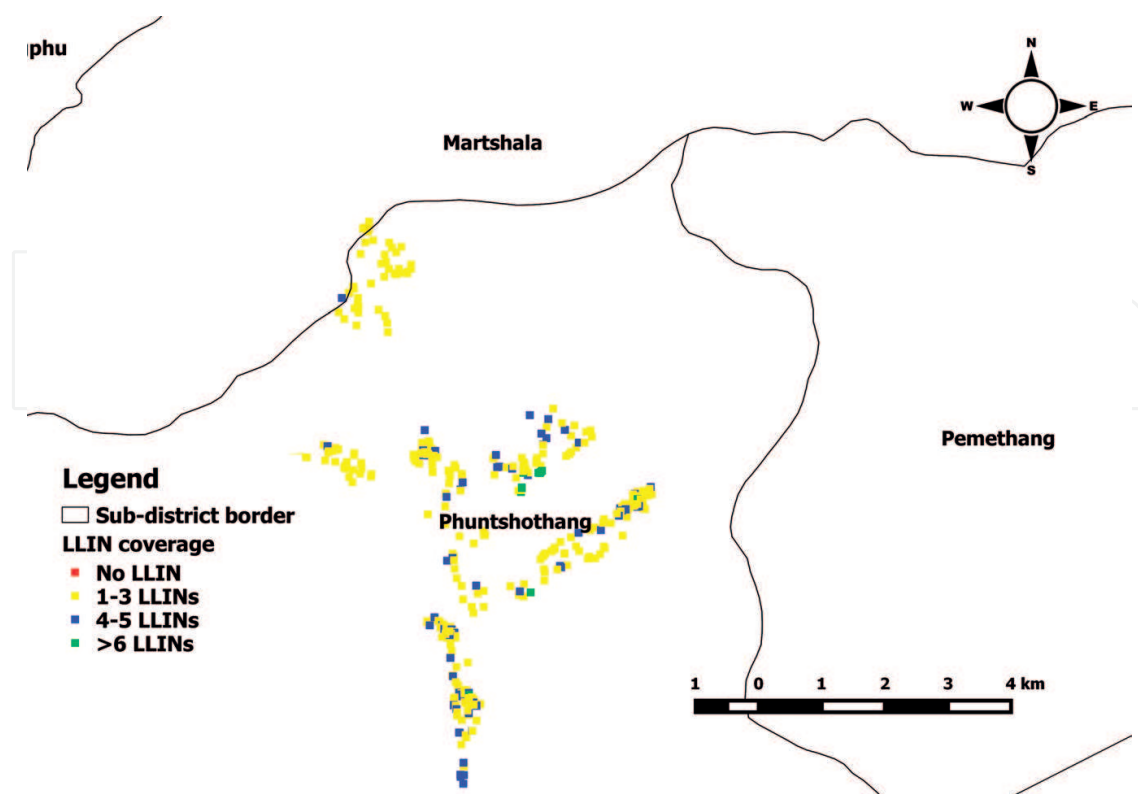 phu
N
W E
S
Martshala
Pemethang
Legend
Sub-district border
LLIN coverage
No LLIN
1-3 LLINs
4-5 LLINs
>6 LLINs
Phuntshothang
1 0 1 2 3 4 km